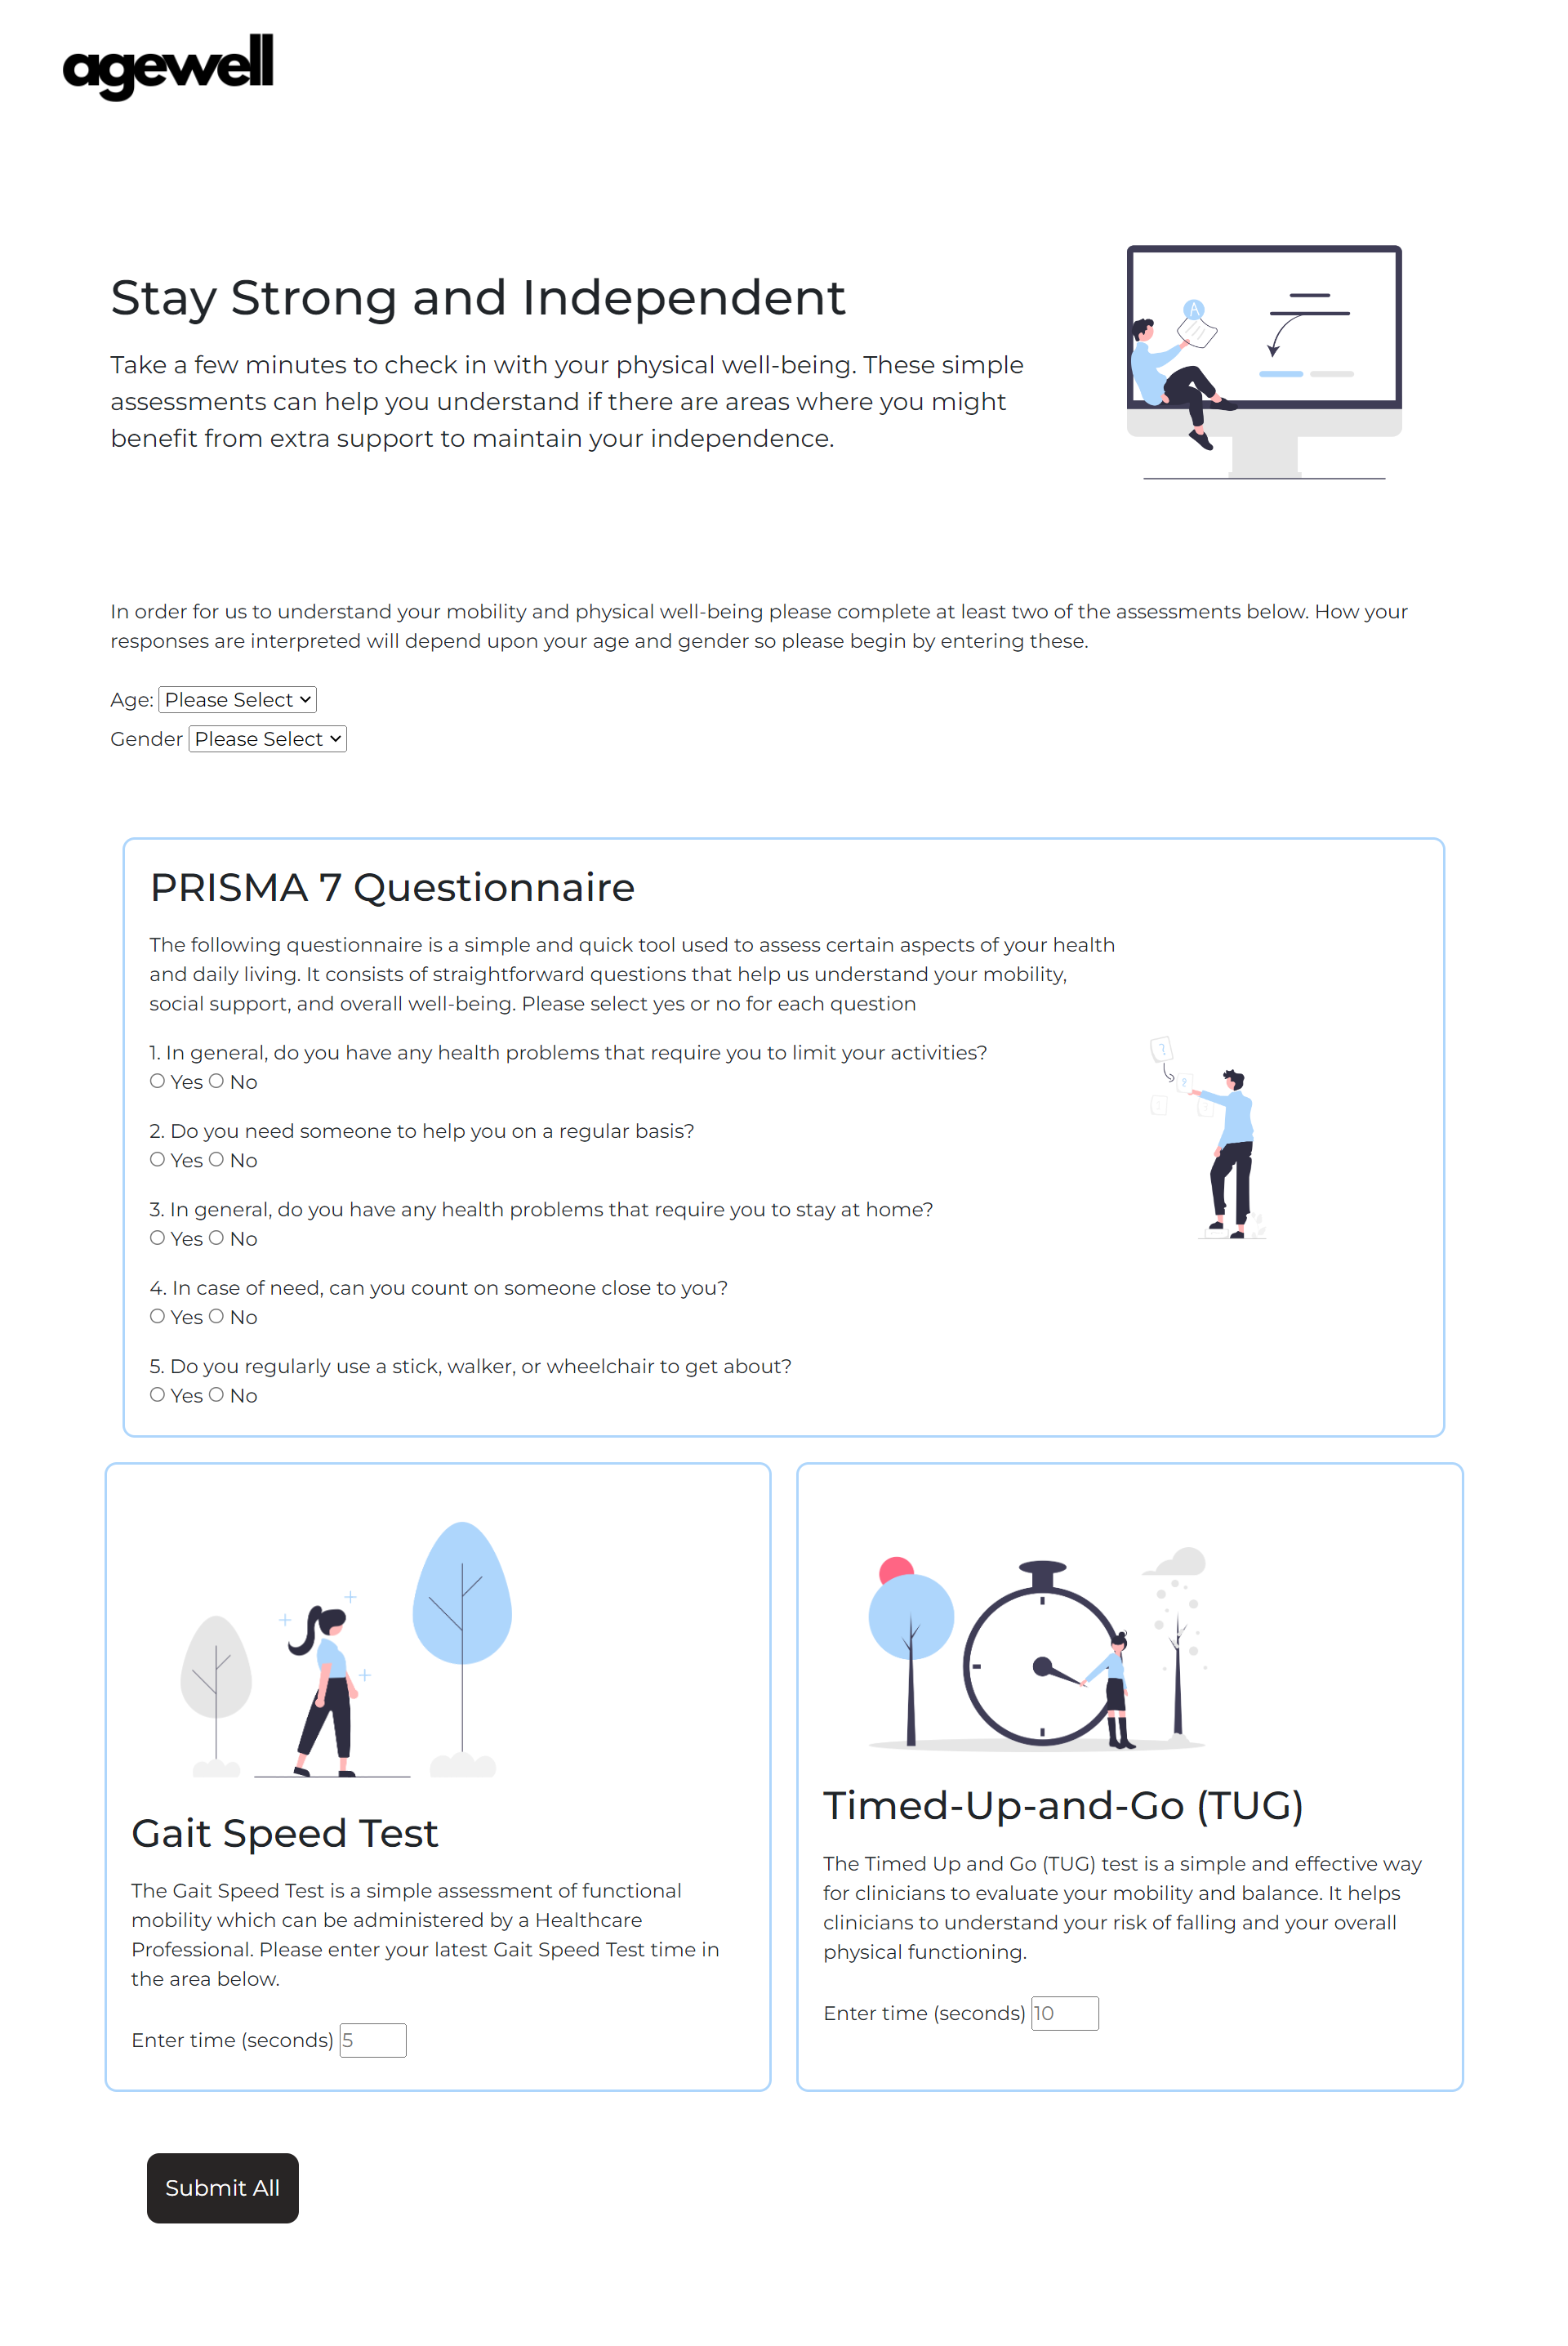 agewell
Stay Strong and Independent
Take a few minutes to check in with your physical well-being. These simple
assessments can help you understand if there are areas where you might
benefit from extra support to maintain your independence.
A
In order for us to understand your mobility and physical well-being please complete at least two of the assessments below. How your
responses are interpreted will depend upon your age and gender so please begin by entering these.
Age: Please Select
Gender Please Select
PRISMA 7 Questionnaire
The following questionnaire is a simple and quick tool used to assess certain aspects of your health
and daily living. It consists of straightforward questions that help us understand your mobility,
social support, and overall well-being. Please select yes or no for each question
1. In general, do you have any health problems that require you to limit your activities?
Yes No
2. Do you need someone to help you on a regular basis?
Yes No
3. In general, do you have any health problems that require you to stay at home?
Yes No
4. In case of need, can you count on someone close to you?
Yes No
5. Do you regularly use a stick, walker, or wheelchair to get about?
Yes No
? 
?
Gait Speed Test
The Gait Speed Test is a simple assessment of functional
mobility which can be administered by a Healthcare
Professional. Please enter your latest Gait Speed Test time in
the area below.
Enter time (seconds) 5
Timed-Up-and-Go (TUG)
The Timed Up and Go (TUG) test is a simple and effective way
for clinicians to evaluate your mobility and balance. It helps
clinicians to understand your risk of falling and your overall
physical functioning.
Enter time (seconds) 10
Submit All